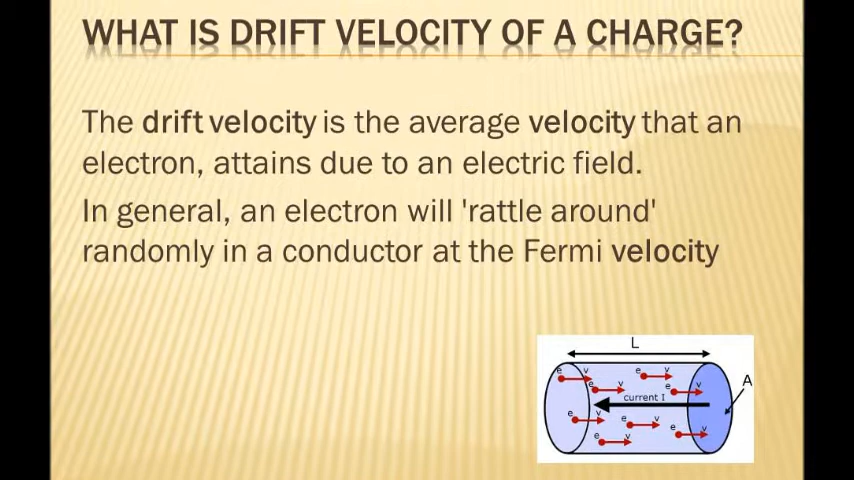 WHAT IS DRIFT VELOCITY OF A CHARGE?
The drift velocity is the average velocity that an
electron, attains due to an electric field.
In general, an electron will 'rattle around'
randomly in a conductor at the Fermi velocity
L
e v
e v
e v
e v
A
current I
e v
e v
e v
e v